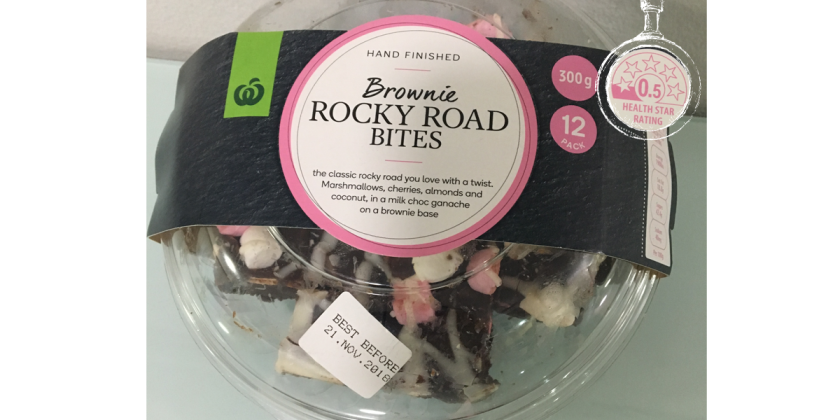 HAND FINISHED
Brownie
ROCKY ROAD
BITES
the classic rocky road you love with a twist.
Marshmallows, cherries, almonds and
coconut, in a milk choc ganache
on a brownie base
300g
12
PACK
0.5
HEALTH STAR
RATING
BEST BEFORE
21.NOV.2016